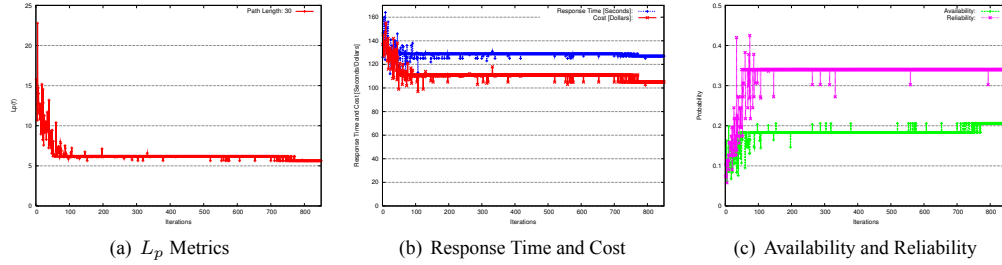 Path Length: 30
25
20
15
10
5
0
Lp(f)
0 100 200 300 400 500 600 700 800
Iterations
(a) Lp Metrics
Response Time [Seconds]:
Cost [Dollars]:
160
140
120
100
80
60
40
20
0
Response Time and Cost [Seconds/Dollars]
0 100 200 300 400 500 600 700 800
Iterations
(b) Response Time and Cost
Availability:
Reliability:
0.5
0.4
0.3
0.2
0.1
0
Probability
0 100 200 300 400 500 600 700 800
Iterations
(c) Availability and Reliability